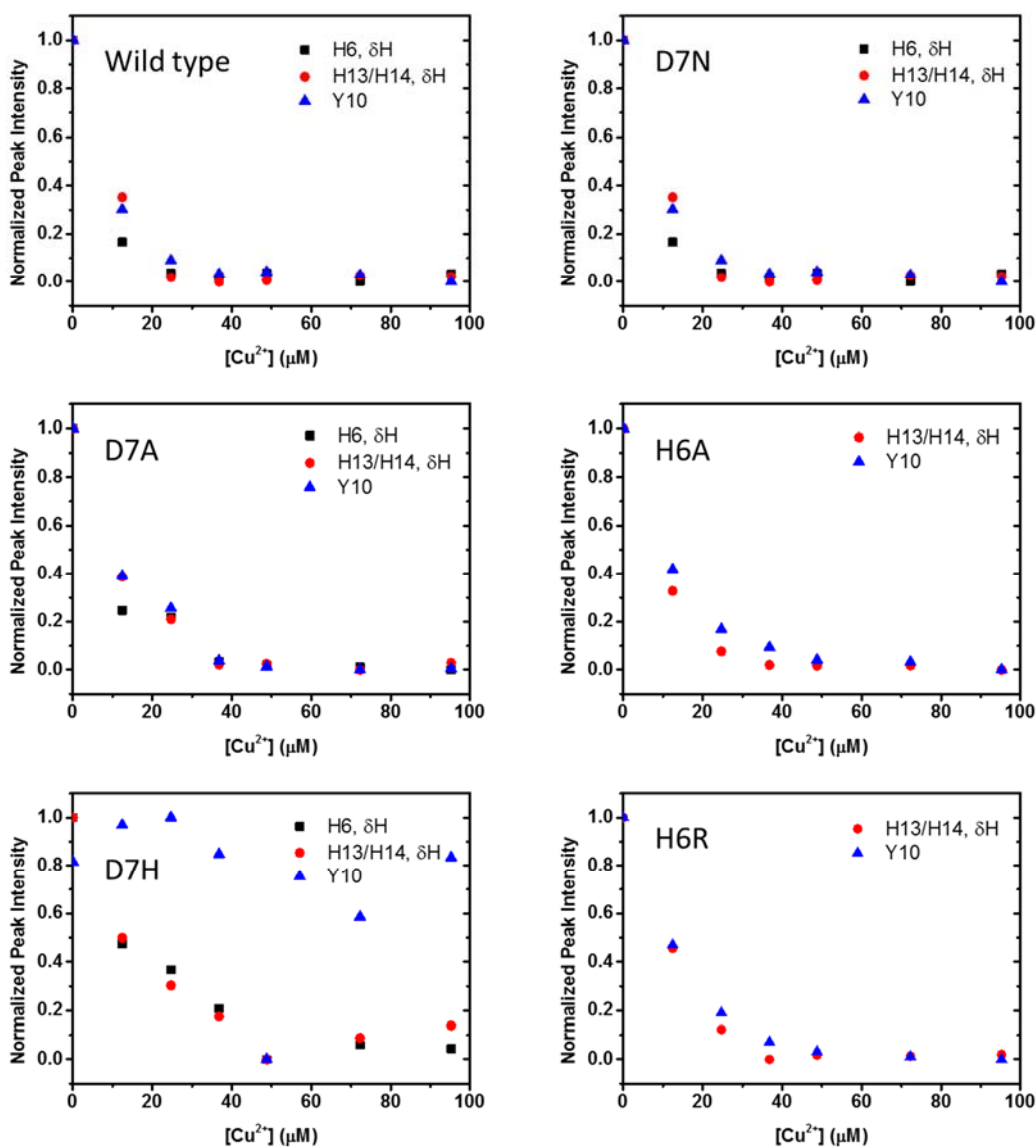 Wild type
H6, δH
H13/H14, δH
Y10
Normalized Peak Intensity
1.0
0.8
0.6
0.4
0.2
0.0
0 20 40 60 80 100
[Cu²⁺] (μM)
D7N
H6, δH
H13/H14, δH
Y10
Normalized Peak Intensity
1.0
0.8
0.6
0.4
0.2
0.0
0 20 40 60 80 100
[Cu²⁺] (μM)
D7A
H6, δH
H13/H14, δH
Y10
Normalized Peak Intensity
1.0
0.8
0.6
0.4
0.2
0.0
0 20 40 60 80 100
[Cu²⁺] (μM)
H6A
H13/H14, δH
Y10
Normalized Peak Intensity
1.0
0.8
0.6
0.4
0.2
0.0
0 20 40 60 80 100
[Cu²⁺] (μM)
D7H
H6, δH
H13/H14, δH
Y10
Normalized Peak Intensity
1.0
0.8
0.6
0.4
0.2
0.0
0 20 40 60 80 100
[Cu²⁺] (μM)
H6R
H13/H14, δH
Y10
Normalized Peak Intensity
1.0
0.8
0.6
0.4
0.2
0.0
0 20 40 60 80 100
[Cu²⁺] (μM)